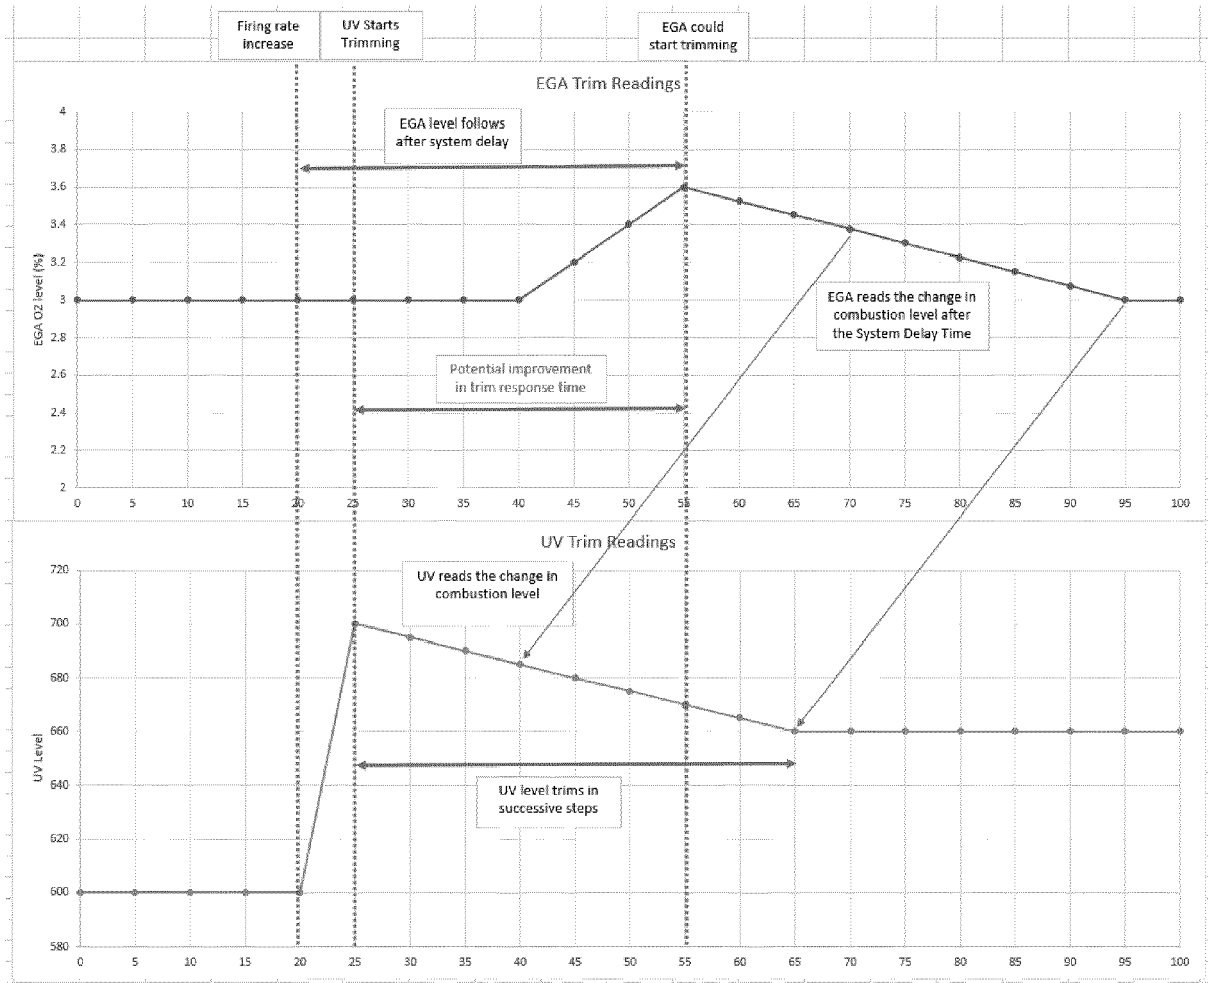 Firing rate
increase
UV Starts
Trimming
EGA could
start trimming
EGA Trim Readings
EGA level follows
after system delay
4
3.8
3.6
3.4
3.2
3
2.8
2.6
2.4
2.2
2
EGA O2 level (%)
EGA reads the change in
combustion level after
the System Delay Time
Potential improvement
in trim response time
0 5 10 15 20 25 30 35 40 45 50 55 60 65 70 75 80 85 90 95 100
UV Trim Readings
UV reads the change in
combustion level
720
700
680
660
640
620
600
580
UV Level
UV level trims in
successive steps
0 5 10 15 20 25 30 35 40 45 50 55 60 65 70 75 80 85 90 95 100